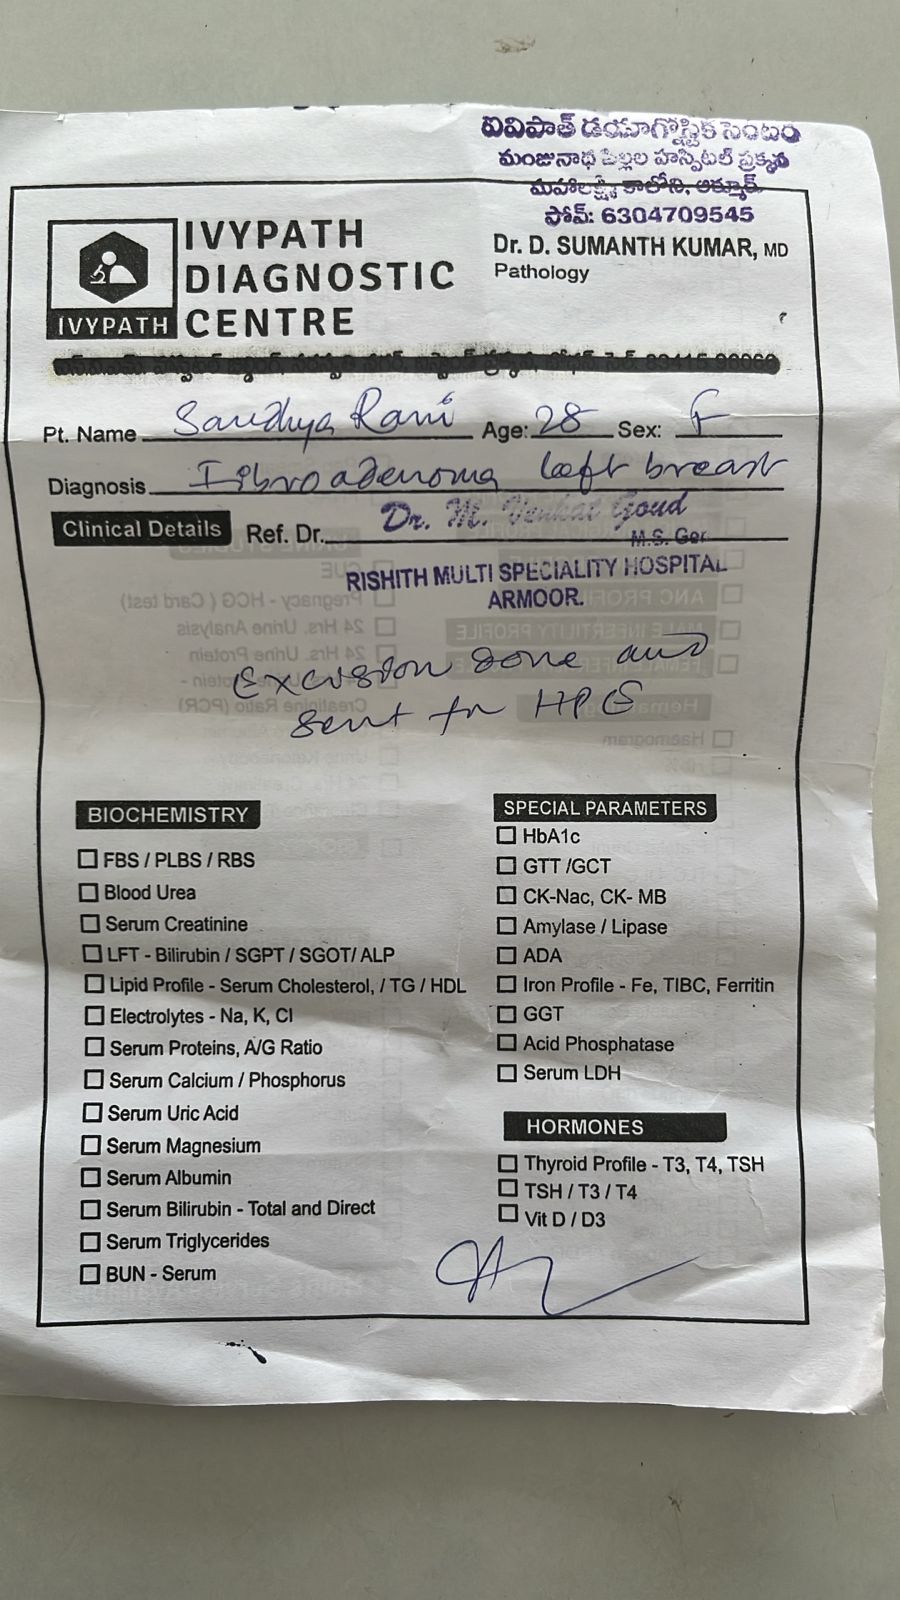 ఐవిపాత్ డయాగ్నొస్టిక్ సెంటర్
మంజునాథ పిల్లల హాస్పిటల్ ప్రక్కన
మహాలక్ష్మి కాలోని, ఆర్మూర్.
ఫోన్: 6304709545
IVYPATH
DIAGNOSTIC
CENTRE
IVYPATH
Dr. D. SUMANTH KUMAR, MD
Pathology
Pt. Name Sandhya Rani Age: 28 Sex: F
Diagnosis Fibroadenoma left breast
Clinical Details Ref. Dr. Dr. M. Venkat Goud
M.S. Gen
RISHITH MULTI SPECIALITY HOSPITAL
ARMOOR.
Excision done and
sent for HPE
BIOCHEMISTRY
FBS / PLBS / RBS
Blood Urea
Serum Creatinine
LFT - Bilirubin / SGPT / SGOT/ ALP
Lipid Profile - Serum Cholesterol, / TG / HDL
Electrolytes - Na, K, Cl
Serum Proteins, A/G Ratio
Serum Calcium / Phosphorus
Serum Uric Acid
Serum Magnesium
Serum Albumin
Serum Bilirubin - Total and Direct
Serum Triglycerides
BUN - Serum
SPECIAL PARAMETERS
HbA1c
GTT /GCT
CK-Nac, CK- MB
Amylase / Lipase
ADA
Iron Profile - Fe, TIBC, Ferritin
GGT
Acid Phosphatase
Serum LDH
HORMONES
Thyroid Profile - T3, T4, TSH
TSH / T3 / T4
Vit D / D3